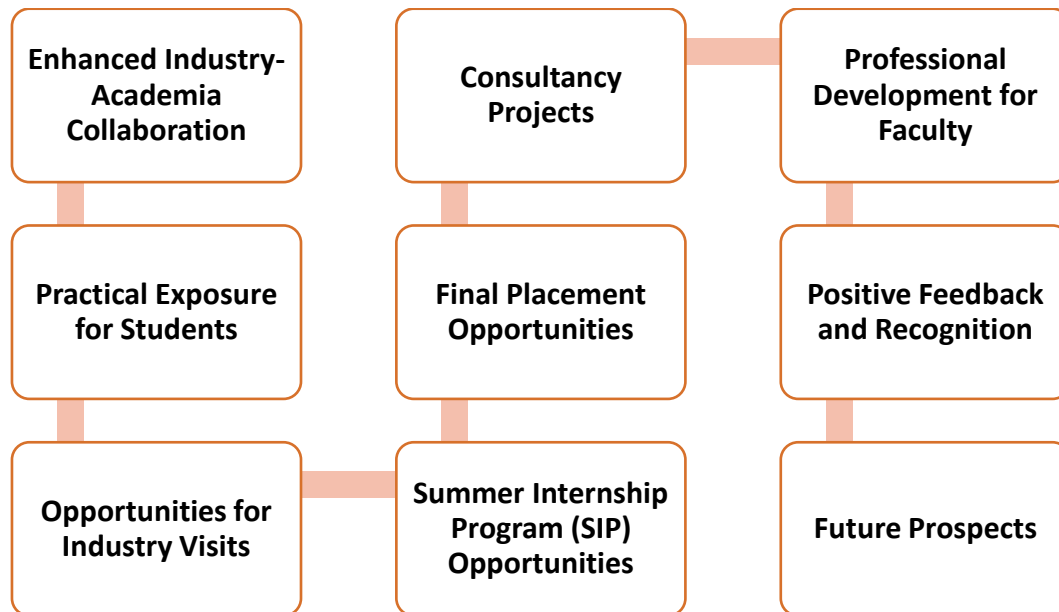 Enhanced Industry-
Academia
Collaboration
Practical Exposure
for Students
Opportunities for
Industry Visits
Summer Internship
Program (SIP)
Opportunities
Final Placement
Opportunities
Consultancy
Projects
Professional
Development for
Faculty
Positive Feedback
and Recognition
Future Prospects